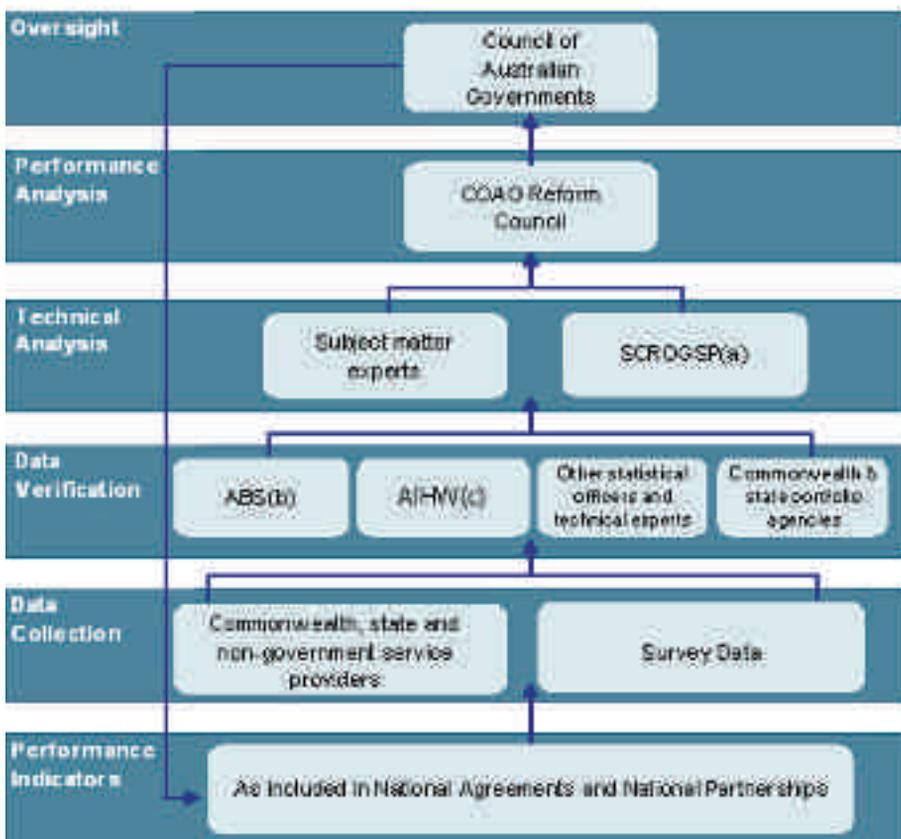 Oversight
Council of
Australian
Governments
Performance
Analysis
COAG Reform
Council
Technical
Analysis
Subject matter
experts
SCROGSP(a)
Data
Verification
ABS(b)
AIHW(c)
Other statistical
officers and
technical experts
Commonwealth &
state portfolio
agencies
Data
Collection
Commonwealth, state and
non-government service
providers
Survey Data
Performance
Indicators
As included in National Agreements and National Partnerships